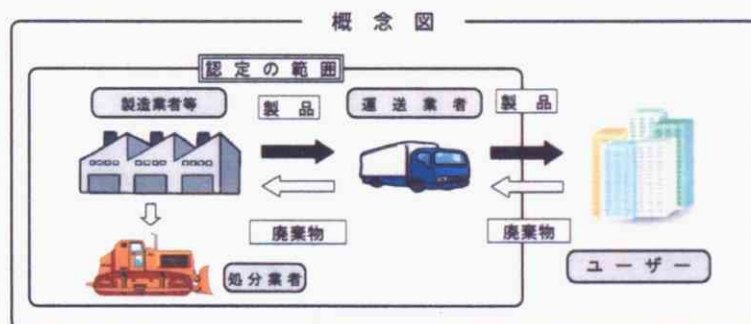 概念図
認定の範囲
製造業者等
製品
運送業者
製品
廃棄物
廃棄物
処分業者
ユーザー